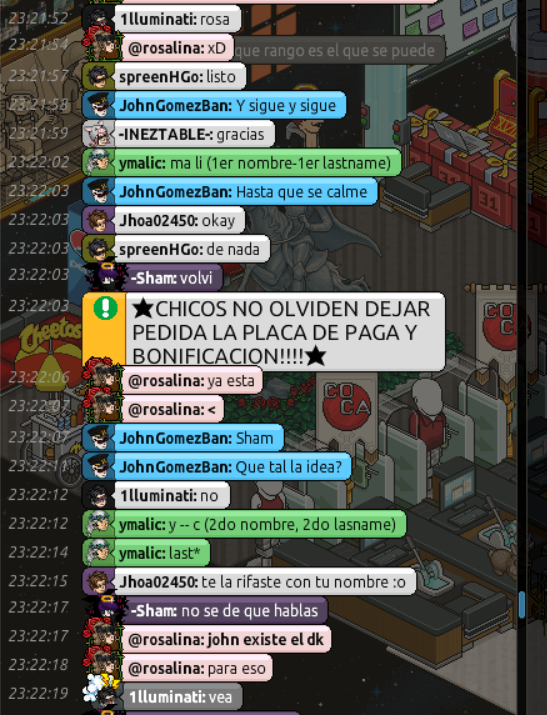 23:21:52 1lluminati: rosa
23:21:54 @rosalina: xD que rango es el que se puede
23:21:57 spreenHGo: listo
23:21:58 JohnGomezBan: Y sigue y sigue
23:21:59 -INEZTABLE-: gracias
23:22:02 ymalic: ma li (1er nombre-1er lastname)
23:22:03 JohnGomezBan: Hasta que se calme
23:22:03 Jhoa02450: okay
23:22:03 spreenHGo: de nada
23:22:03 -Sham: volvi
23:22:03 ★CHICOS NO OLVIDEN DEJAR
PEDIDA LA PLACA DE PAGA Y
BONIFICACION!!!!★
Cheetos
23:22:06 @rosalina: ya esta
23:22:07 @rosalina: <
COCA
23:22:07 JohnGomezBan: Sham
23:22:11 JohnGomezBan: Que tal la idea?
23:22:12 1lluminati: no
23:22:12 ymalic: y -- c (2do nombre, 2do lasname)
23:22:14 ymalic: last*
23:22:15 Jhoa02450: te la rifaste con tu nombre :o
23:22:17 -Sham: no se de que hablas
23:22:17 @rosalina: john existe el dk
23:22:18 @rosalina: para eso
23:22:19 1lluminati: vea
31
31